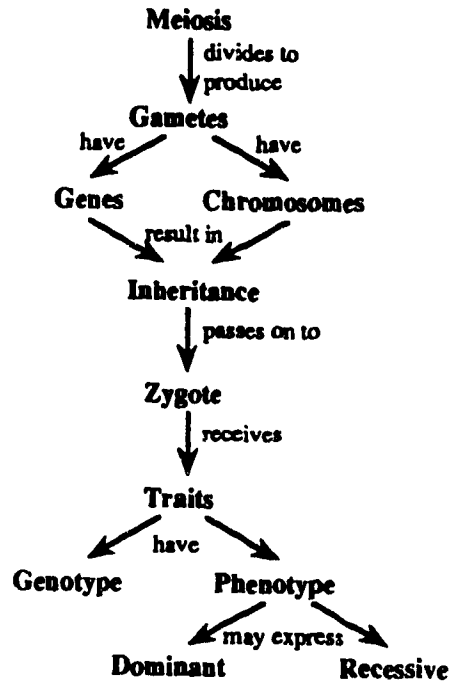 Meiosis
divides to
produce
Gametes
have have
Genes Chromosomes
result in
Inheritance
passes on to
Zygote
receives
Traits
have
Genotype Phenotype
may express
Dominant Recessive